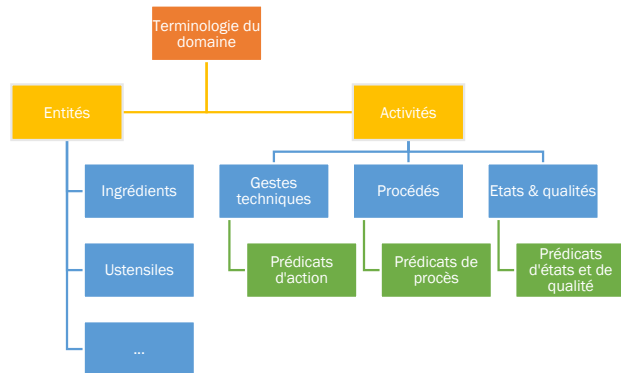 Terminologie du
domaine
Entités
Activités
Ingrédients
Gestes
techniques
Procédés
Etats & qualités
Ustensiles
Prédicats
d'action
Prédicats de
procès
Prédicats
d'états et de
qualité
...